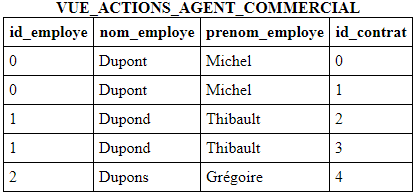 VUE_ACTIONS_AGENT_COMMERCIAL
id_employe nom_employe prenom_employe id_contrat
0 Dupont Michel 0
0 Dupont Michel 1
1 Dupond Thibault 2
1 Dupond Thibault 3
2 Dupons Grégoire 4